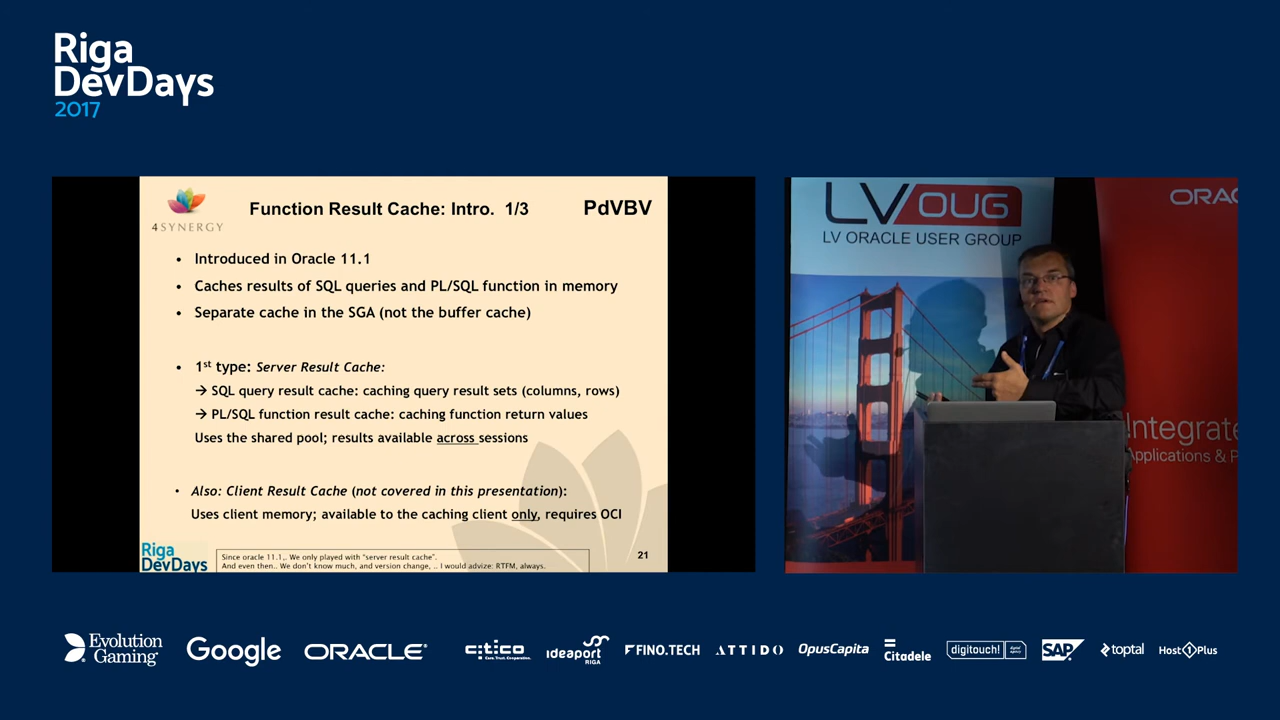 Riga
DevDays
2017
4SYNERGY
Function Result Cache: Intro. 1/3
PdVBV
• Introduced in Oracle 11.1
• Caches results of SQL queries and PL/SQL function in memory
• Separate cache in the SGA (not the buffer cache)
• 1st type: Server Result Cache:
→ SQL query result cache: caching query result sets (columns, rows)
→ PL/SQL function result cache: caching function return values
Uses the shared pool; results available across sessions
• Also: Client Result Cache (not covered in this presentation):
Uses client memory; available to the caching client only, requires OCI
Riga
DevDays
Since oracle 11.1,.. We only played with "server result cache".
And even then.. We don't know much, and version change, .. I would advize: RTFM, always.
21
LVOUG
LV ORACLE USER GROUP
ORAC
Integrate
Applications & P
Evolution
Gaming
Google
ORACLE
citico
Care. Trust. Cooperation.
ideaport
RIGA
FINO.TECH
ATTIDO
OpusCapita
Citadele
digitouch!
SAP
toptal
Host1Plus